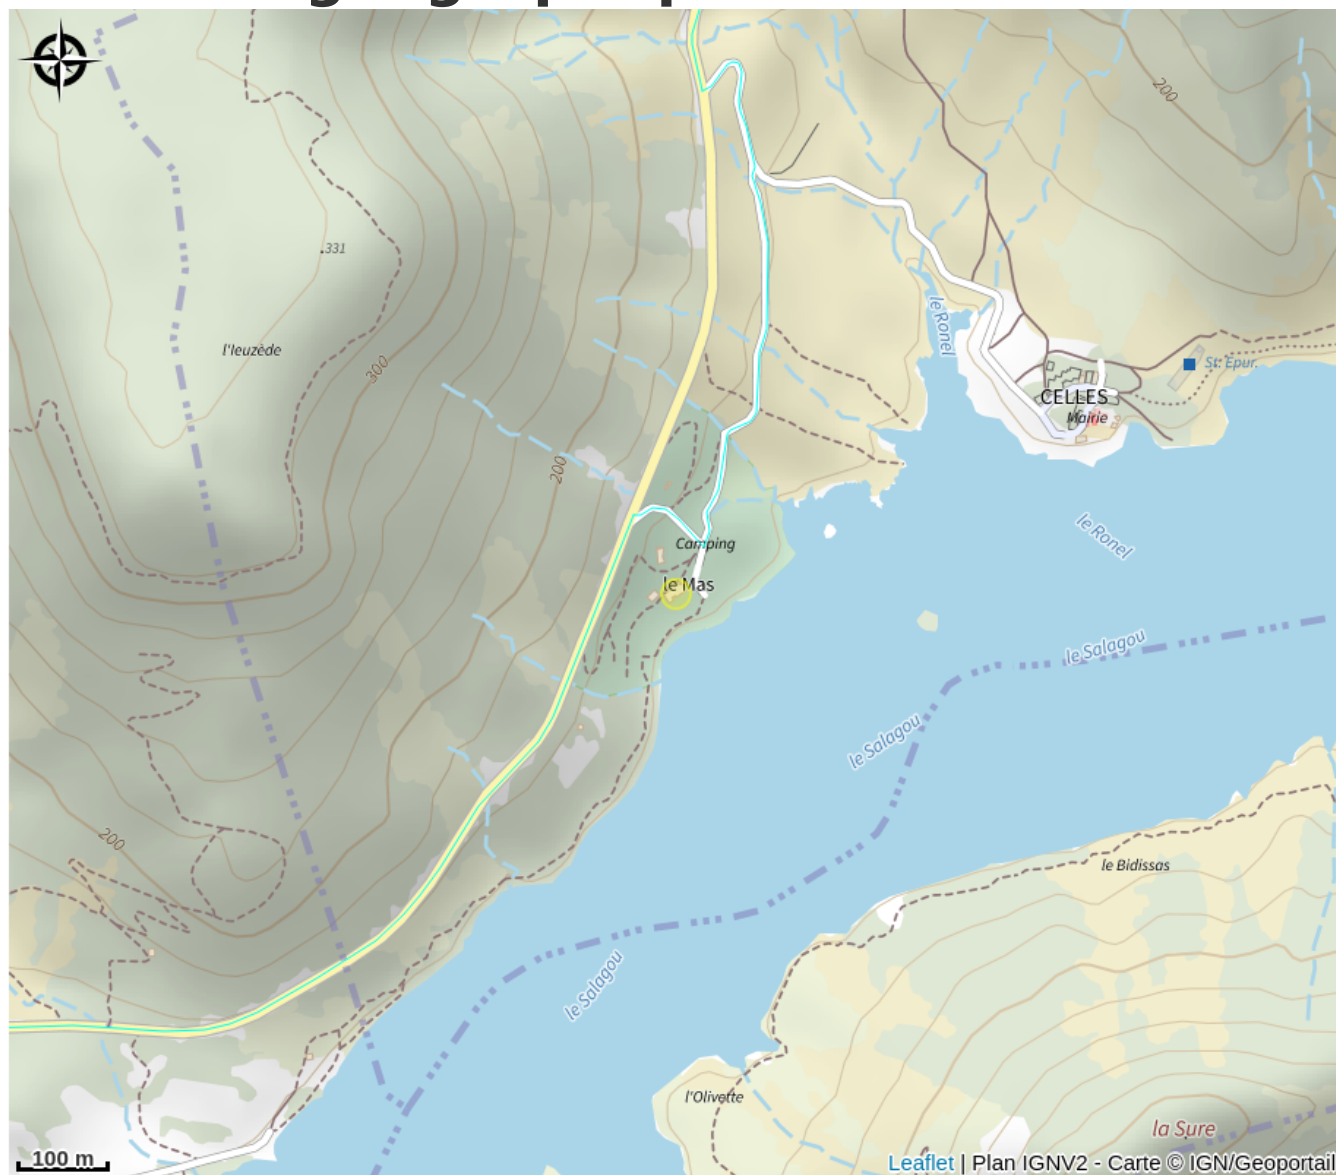 200
.331
le Ronel
l'leuzède
300
St. Epur.
CELLES
Mairie
200
le Ronel
Camping
le Mas
le Salagou
le Salagou
200
le Bidissas
le Salagou
l'Olivette
la Sure
100 m
Leaflet | Plan IGNV2 - Carte © IGN/Geoportail